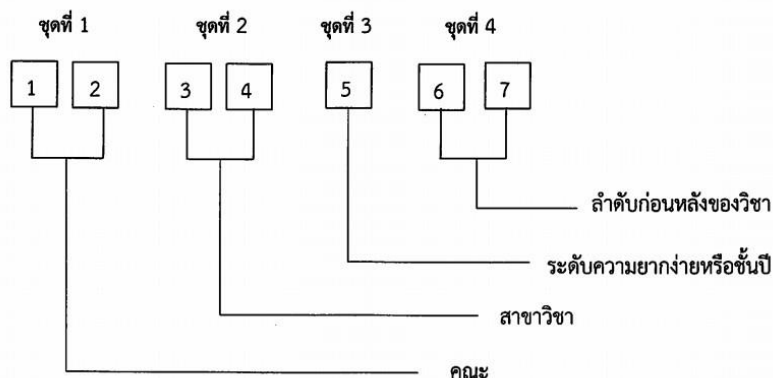 ชุดที่ 1 ชุดที่ 2 ชุดที่ 3 ชุดที่ 4
1 2 3 4 5 6 7
ลำดับก่อนหลังของวิชา
ระดับความยากง่ายหรือชั้นปี
สาขาวิชา
คณะ